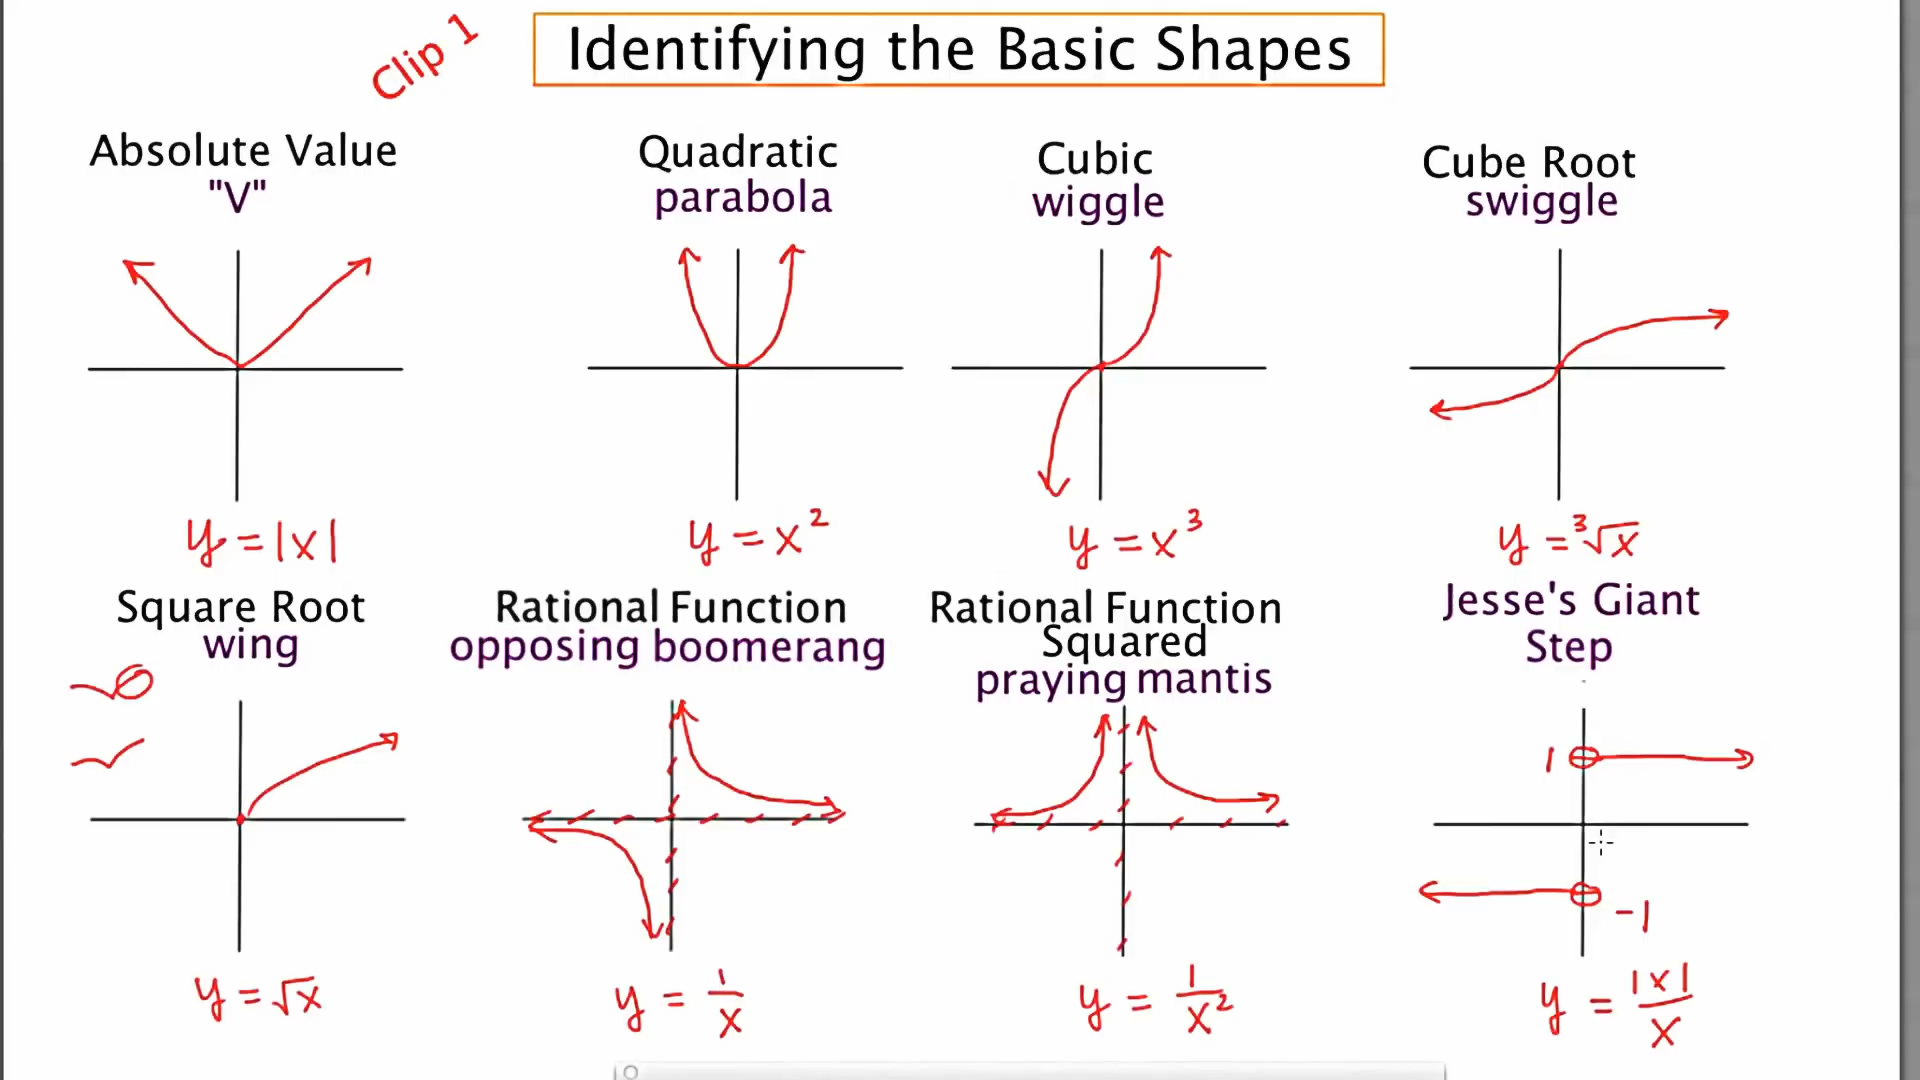 Clip 1
Identifying the Basic Shapes
Absolute Value
"V"
y = |x|
Quadratic
parabola
y = x²
Cubic
wiggle
y = x³
Cube Root
swiggle
y = ³√x
Square Root
wing
y = √x
Rational Function
opposing boomerang
y = 1/x
Rational Function
Squared
praying mantis
y = 1/x²
Jesse's Giant
Step
1
-1
y = |x|/x